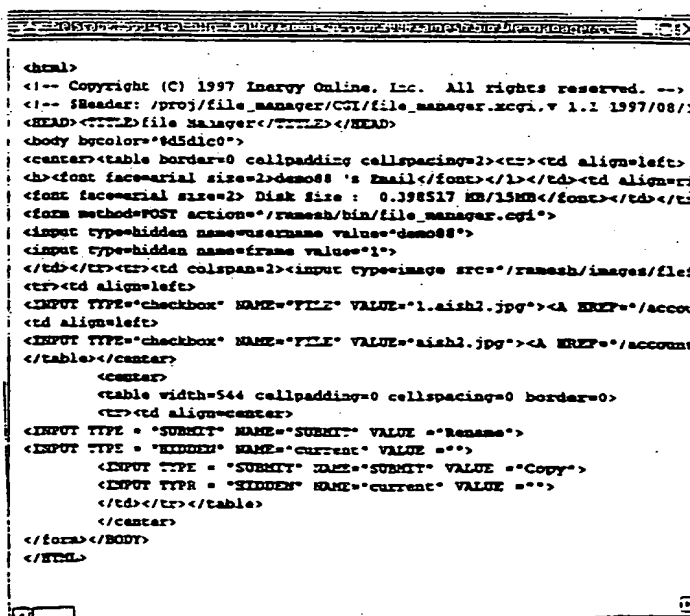 <html>
<!-- Copyright (C) 1997 Inergy Online, Inc. All rights reserved. -->
<!-- $Header: /proj/file_manager/CGI/file_manager.xcgi,v 1.1 1997/08/
<HEAD><TITLE>file Manager</TITLE></HEAD>
<body bgcolor="#d5d1c0">
<center><table border=0 cellpadding cellspacing=2><tr><td align=left>
<h><font face=arial size=2>demo88 's Email</font></l></td><td align=ri
<font face=arial size=2> Disk Size : 0.398517 MB/15MB</font></td></t
<form method=POST action="/ramesh/bin/file_manager.cgi">
<input type=hidden name=username value="demo88">
<input type=hidden name=frame value="1">
</td></tr><tr><td colspan=2><input type=image src="/ramesh/images/flef
<tr><td align=left>
<INPUT TYPE="checkbox" NAME="FILE" VALUE="1.aish2.jpg"><A HREF="/accou
<td align=left>
<INPUT TYPE="checkbox" NAME="FILE" VALUE="aish2.jpg"><A HREF="/account
</table></center>
<center>
<table width=544 cellpadding=0 cellspacing=0 border=0>
<tr><td align=center>
<INPUT TYPE = "SUBMIT" NAME="SUBMIT" VALUE ="Rename">
<INPUT TYPE = "HIDDEN" NAME="current" VALUE ="">
<INPUT TYPE = "SUBMIT" NAME="SUBMIT" VALUE ="Copy">
<INPUT TYPR = "HIDDEN" NAME="current" VALUE ="">
</td></tr></table>
</center>
</form></BODY>
</HTML>